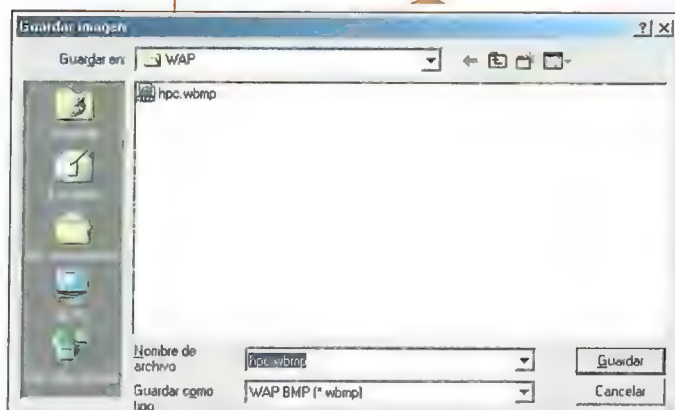 Guardar imagen
Guardar en: WAP
hpc.wbmp
Nombre de archivo
hpc.wbmp
Guardar
Guardar como tipo
WAP BMP (*.wbmp)
Cancelar